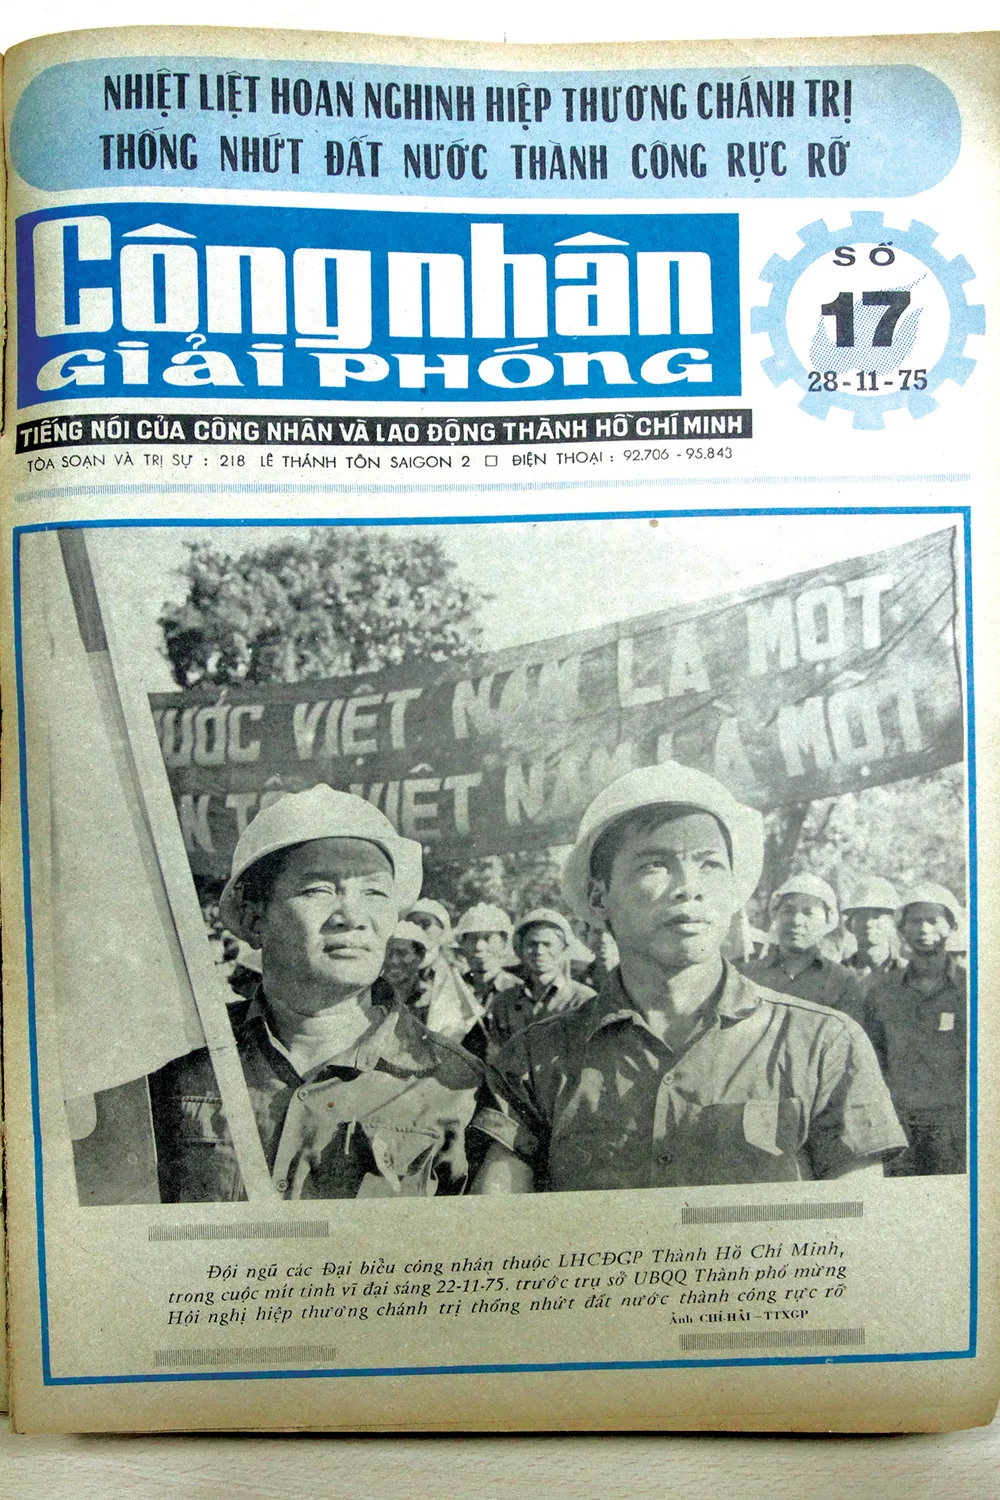 NHIỆT LIỆT HOAN NGHINH HIỆP THƯƠNG CHÁNH TRỊ
THỐNG NHỨT ĐẤT NƯỚC THÀNH CÔNG RỰC RỠ
Công nhân
GIẢI PHÓNG
SỐ
17
28-11-75
TIẾNG NÓI CỦA CÔNG NHÂN VÀ LAO ĐỘNG THÀNH HỒ CHÍ MINH
TÒA SOẠN VÀ TRỊ SỰ : 218 LÊ THÁNH TÔN SAIGON 2 □ ĐIỆN THOẠI : 92.706 - 95.843
ƯỚC VIỆT NAM LÀ MỘT
VIỆT NAM LÀ MỘT
Đội ngũ các Đại biểu công nhân thuộc LHCĐGP Thành Hồ Chí Minh,
trong cuộc mít tinh vĩ đại sáng 22-11-75. trước trụ sở UBQQ Thành phố mừng
Hội nghị hiệp thương chánh trị thống nhứt đất nước thành công rực rỡ
Ảnh CHÍ-HẢI — TTXGP